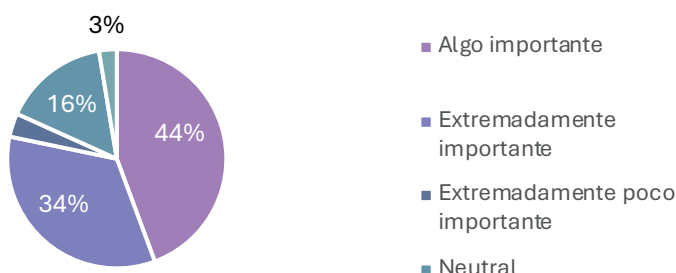 3%
16%
44%
34%
Algo importante
Extremadamente
importante
Extremadamente poco
importante
Neutral